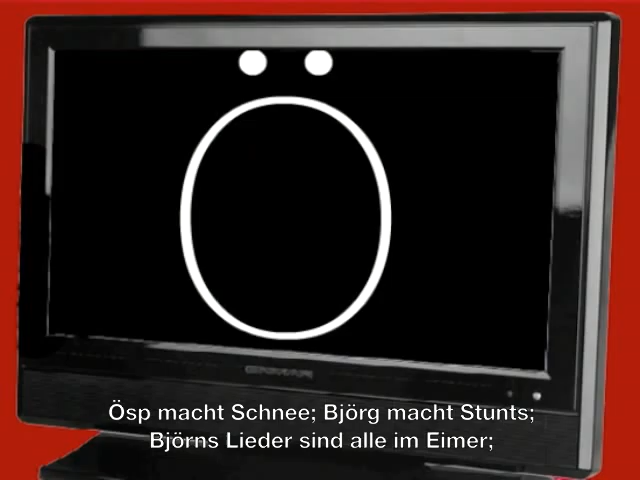 Ö
Ösp macht Schnee; Björg macht Stunts;
Björns Lieder sind alle im Eimer;